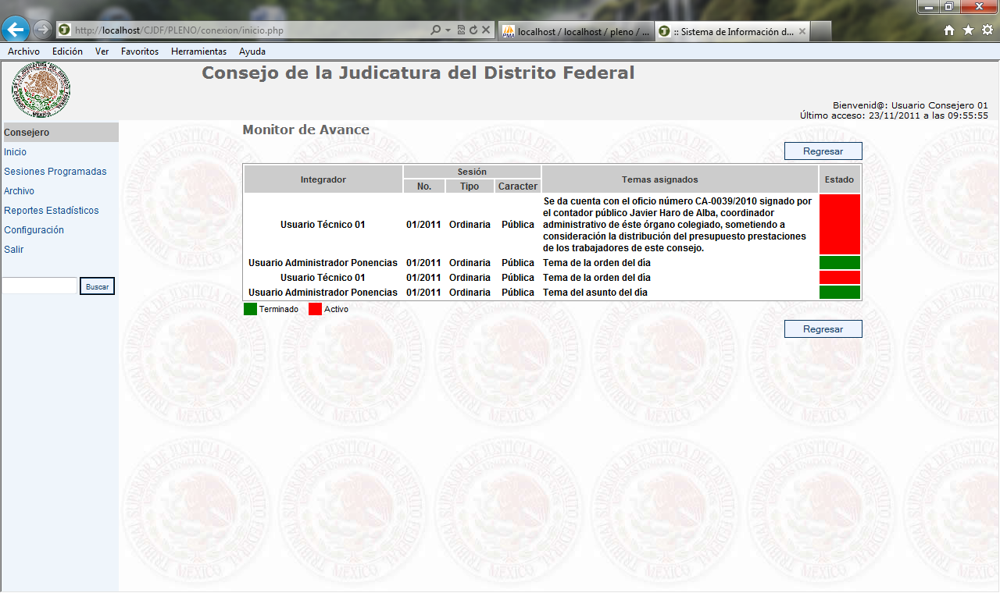 http://localhost/CJDF/PLENO/conexion/inicio.php
PMA
localhost / localhost / pleno / ...
:: Sistema de Información d...
Archivo Edición Ver Favoritos Herramientas Ayuda
Consejo de la Judicatura del Distrito Federal
Bienvenid@: Usuario Consejero 01
Último acceso: 23/11/2011 a las 09:55:55
Consejero
Inicio
Sesiones Programadas
Archivo
Reportes Estadísticos
Configuración
Salir
Buscar
Monitor de Avance
Regresar
Integrador Sesión Temas asignados Estado
No. Tipo Caracter
Usuario Técnico 01 01/2011 Ordinaria Pública
Se da cuenta con el oficio número CA-0039/2010 signado por
el contador público Javier Haro de Alba, coordinador
administrativo de éste órgano colegiado, sometiendo a
consideración la distribución del presupuesto prestaciones
de los trabajadores de este consejo.
Usuario Administrador Ponencias 01/2011 Ordinaria Pública Tema de la orden del día
Usuario Técnico 01 01/2011 Ordinaria Pública Tema de la orden del día
Usuario Administrador Ponencias 01/2011 Ordinaria Pública Tema del asunto del día
Terminado Activo
Regresar